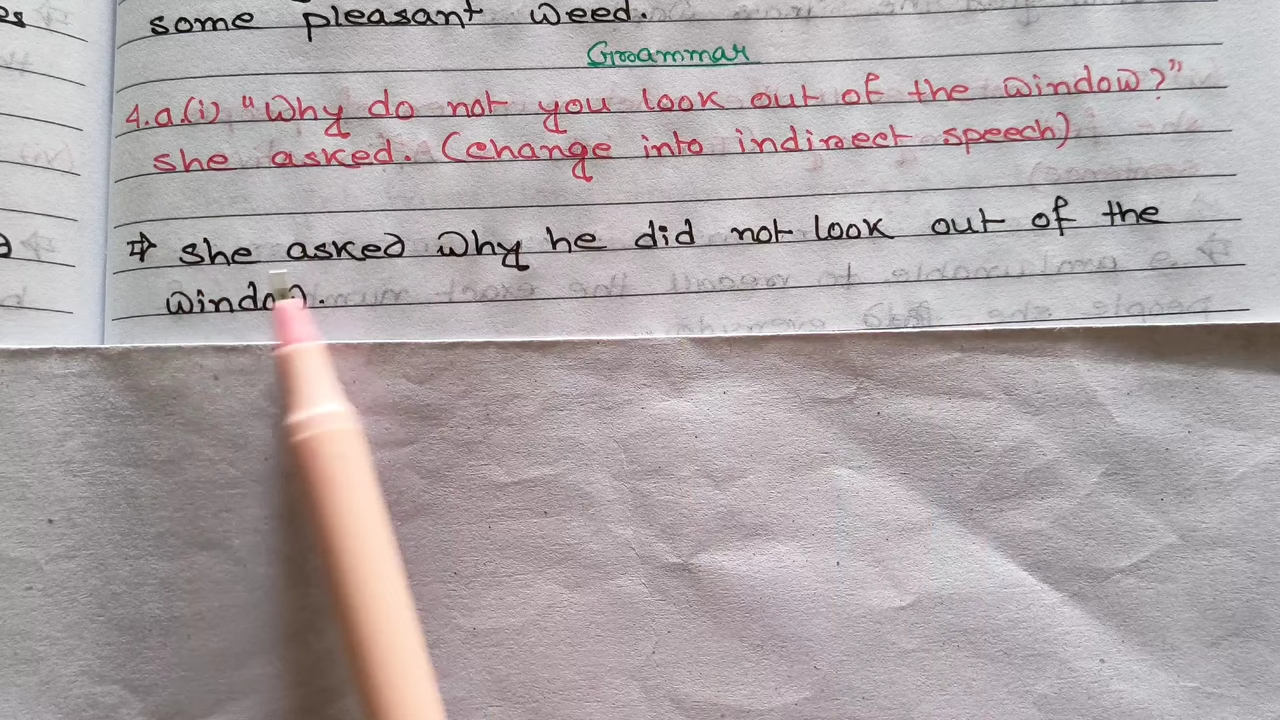 some pleasant weed.
Grammar
4.a.(i) "Why do not you look out of the window?"
she asked. (change into indirect speech)
⇒ She asked why he did not look out of the
window.